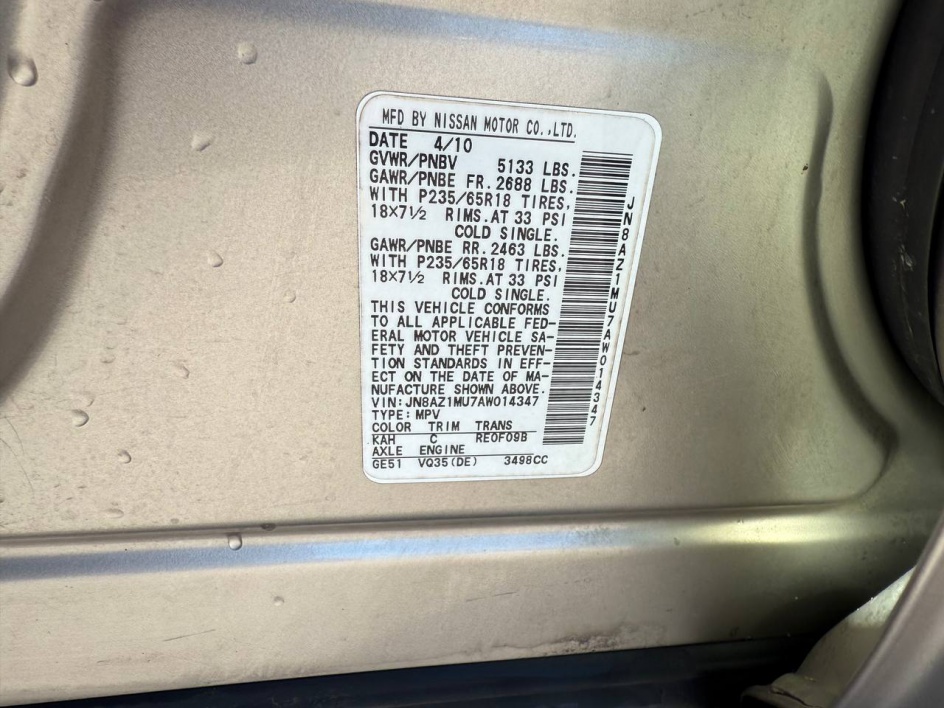 MFD BY NISSAN MOTOR CO.,LTD.
DATE 4/10
GVWR/PNBV 5133 LBS.
GAWR/PNBE FR. 2688 LBS.
WITH P235/65R18 TIRES,
18X7½ RIMS.AT 33 PSI
COLD SINGLE.
GAWR/PNBE RR. 2463 LBS.
WITH P235/65R18 TIRES,
18X7½ RIMS.AT 33 PSI
COLD SINGLE.
THIS VEHICLE CONFORMS
TO ALL APPLICABLE FED-
ERAL MOTOR VEHICLE SA-
FETY AND THEFT PREVEN-
TION STANDARDS IN EFF-
ECT ON THE DATE OF MA-
NUFACTURE SHOWN ABOVE.
VIN:JN8AZ1MU7AW014347
TYPE:MPV
COLOR TRIM TRANS
KAH C RE0F09B
AXLE ENGINE
GE51 VQ35(DE) 3498CC
JN8AZ1MU7AW014347